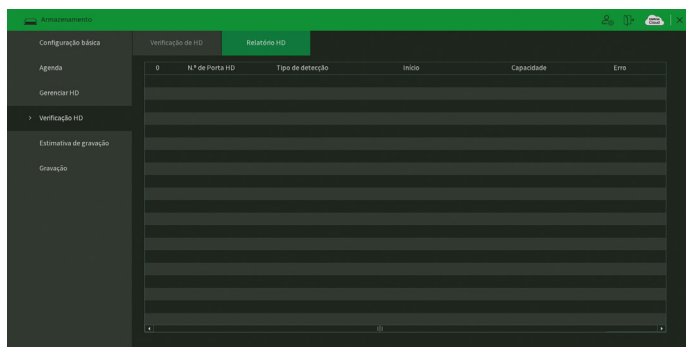 Armazenamento
Configuração básica
Verificação de HD
Relatório HD
Agenda
0 N.º de Porta HD Tipo de detecção Início Capacidade Erro
Gerenciar HD
> Verificação HD
Estimativa de gravação
Gravação